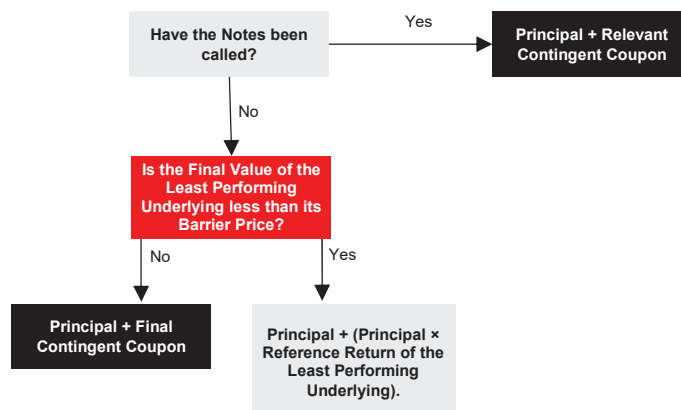 Have the Notes been
called?
Yes
Principal + Relevant
Contingent Coupon
No
Is the Final Value of the
Least Performing
Underlying less than its
Barrier Price?
No
Yes
Principal + Final
Contingent Coupon
Principal + (Principal ×
Reference Return of the
Least Performing
Underlying).